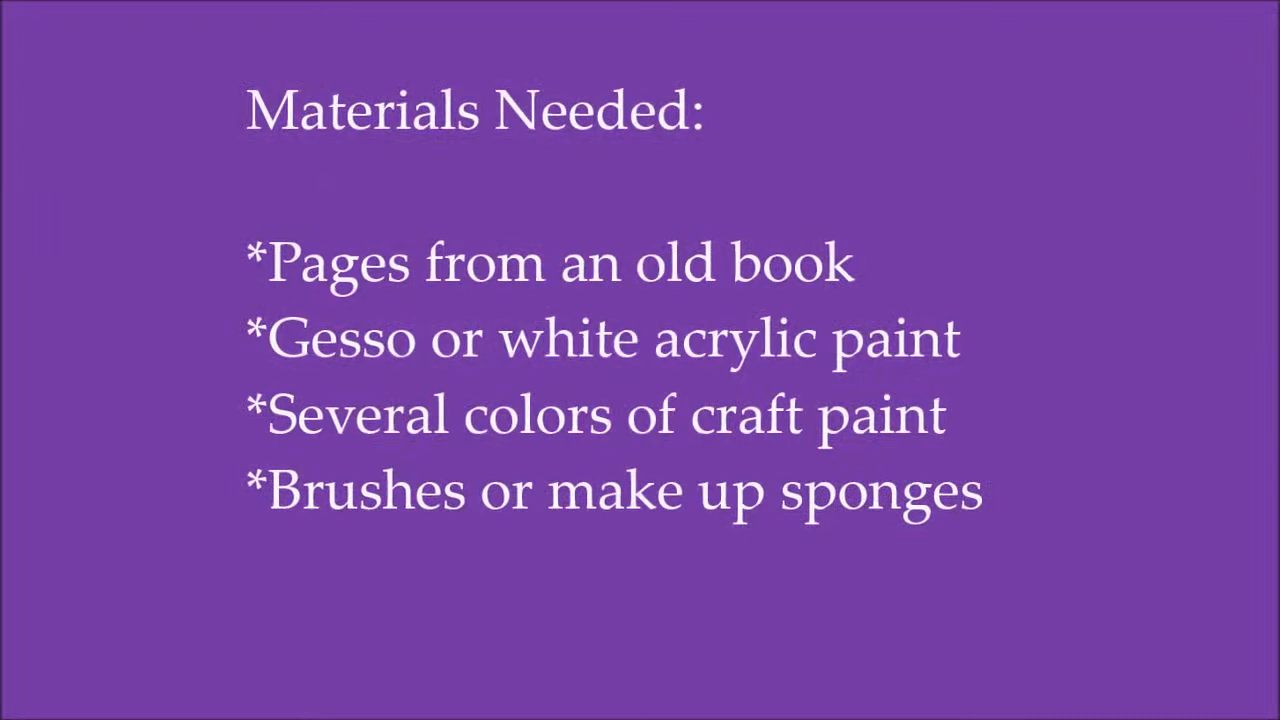 Materials Needed:
*Pages from an old book
*Gesso or white acrylic paint
*Several colors of craft paint
*Brushes or make up sponges